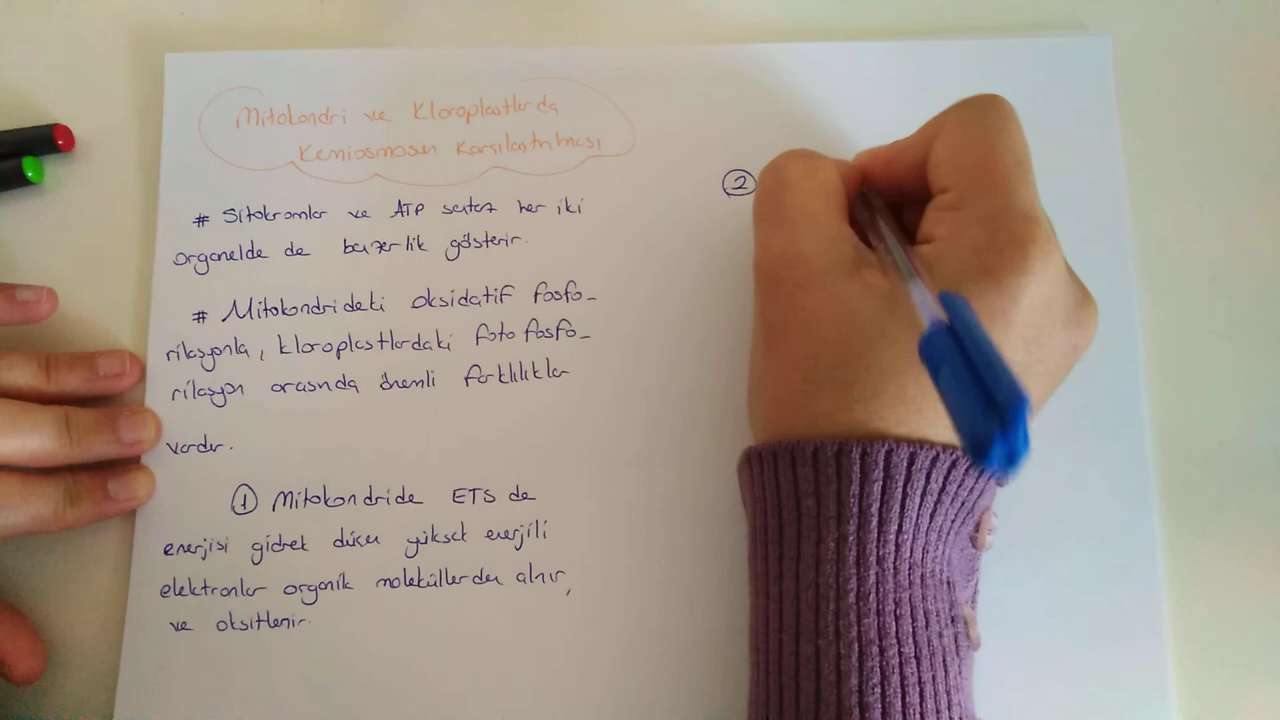 Mitokondri ve Kloroplastlarda
Kemiosmosun Karşılaştırılması
# Sitokromlar ve ATP sentaz her iki
organelde de benzerlik gösterir.
# Mitokondrideki oksidatif fosfo-
rilasyonla, kloroplastlardaki foto fosfo-
rilasyon arasında önemli farklılıklar
vardır.
① Mitokondride ETS de
enerjisi giderek düşen yüksek enerjili
elektronlar organik moleküllerden alınır,
ve oksitlenir.
②